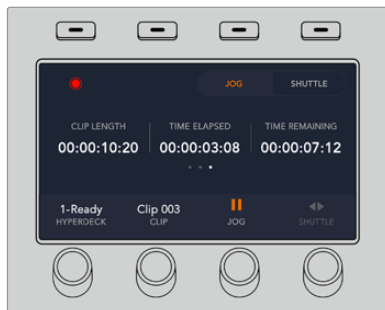 JOG SHUTTLE
CLIP LENGTH TIME ELAPSED TIME REMAINING
00:00:10:20 00:00:03:08 00:00:07:12
1-Ready Clip 003
HYPERDECK CLIP JOG SHUTTLE